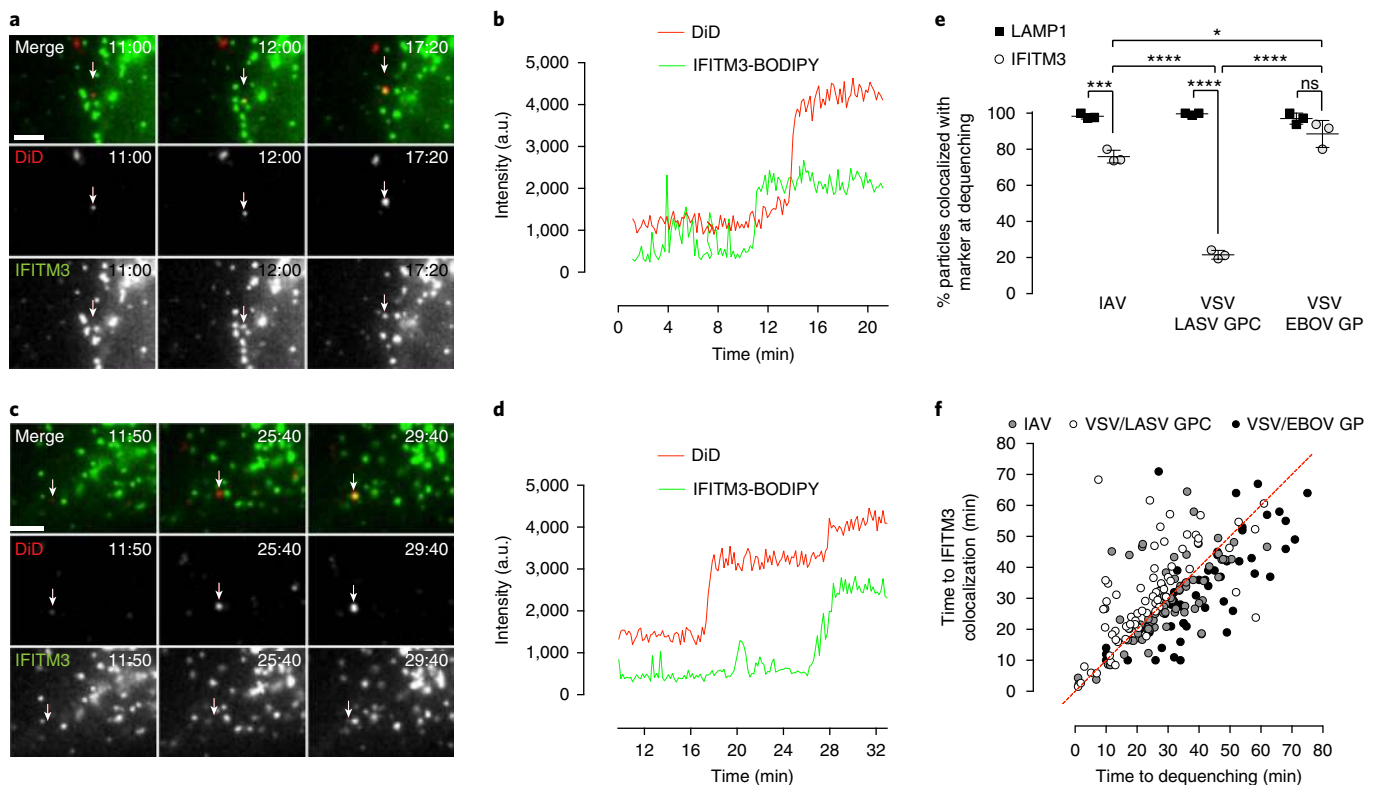 a
Merge 11:00 12:00 17:20
DiD 11:00 12:00 17:20
IFITM3 11:00 12:00 17:20
b
DiD
IFITM3-BODIPY
5,000
4,000
3,000
2,000
1,000
0
Intensity (a.u.)
0 4 8 12 16 20
Time (min)
c
Merge 11:50 25:40 29:40
DiD 11:50 25:40 29:40
IFITM3 11:50 25:40 29:40
d
DiD
IFITM3-BODIPY
5,000
4,000
3,000
2,000
1,000
0
Intensity (a.u.)
12 16 20 24 28 32
Time (min)
e
LAMP1
IFITM3
*
**** ****
*** **** ns
100
80
60
40
20
0
% particles colocalized with
marker at dequenching
IAV VSV VSV
LASV GPC EBOV GP
f
IAV VSV/LASV GPC VSV/EBOV GP
80
70
60
50
40
30
20
10
0
Time to IFITM3
colocalization (min)
0 10 20 30 40 50 60 70 80
Time to dequenching (min)